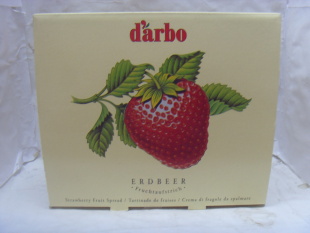 d'arbo
ERDBEER
• Fruchtaufstrich •
Strawberry Fruit Spread / Tartinade de fraises / Crema di fragole da spalmare